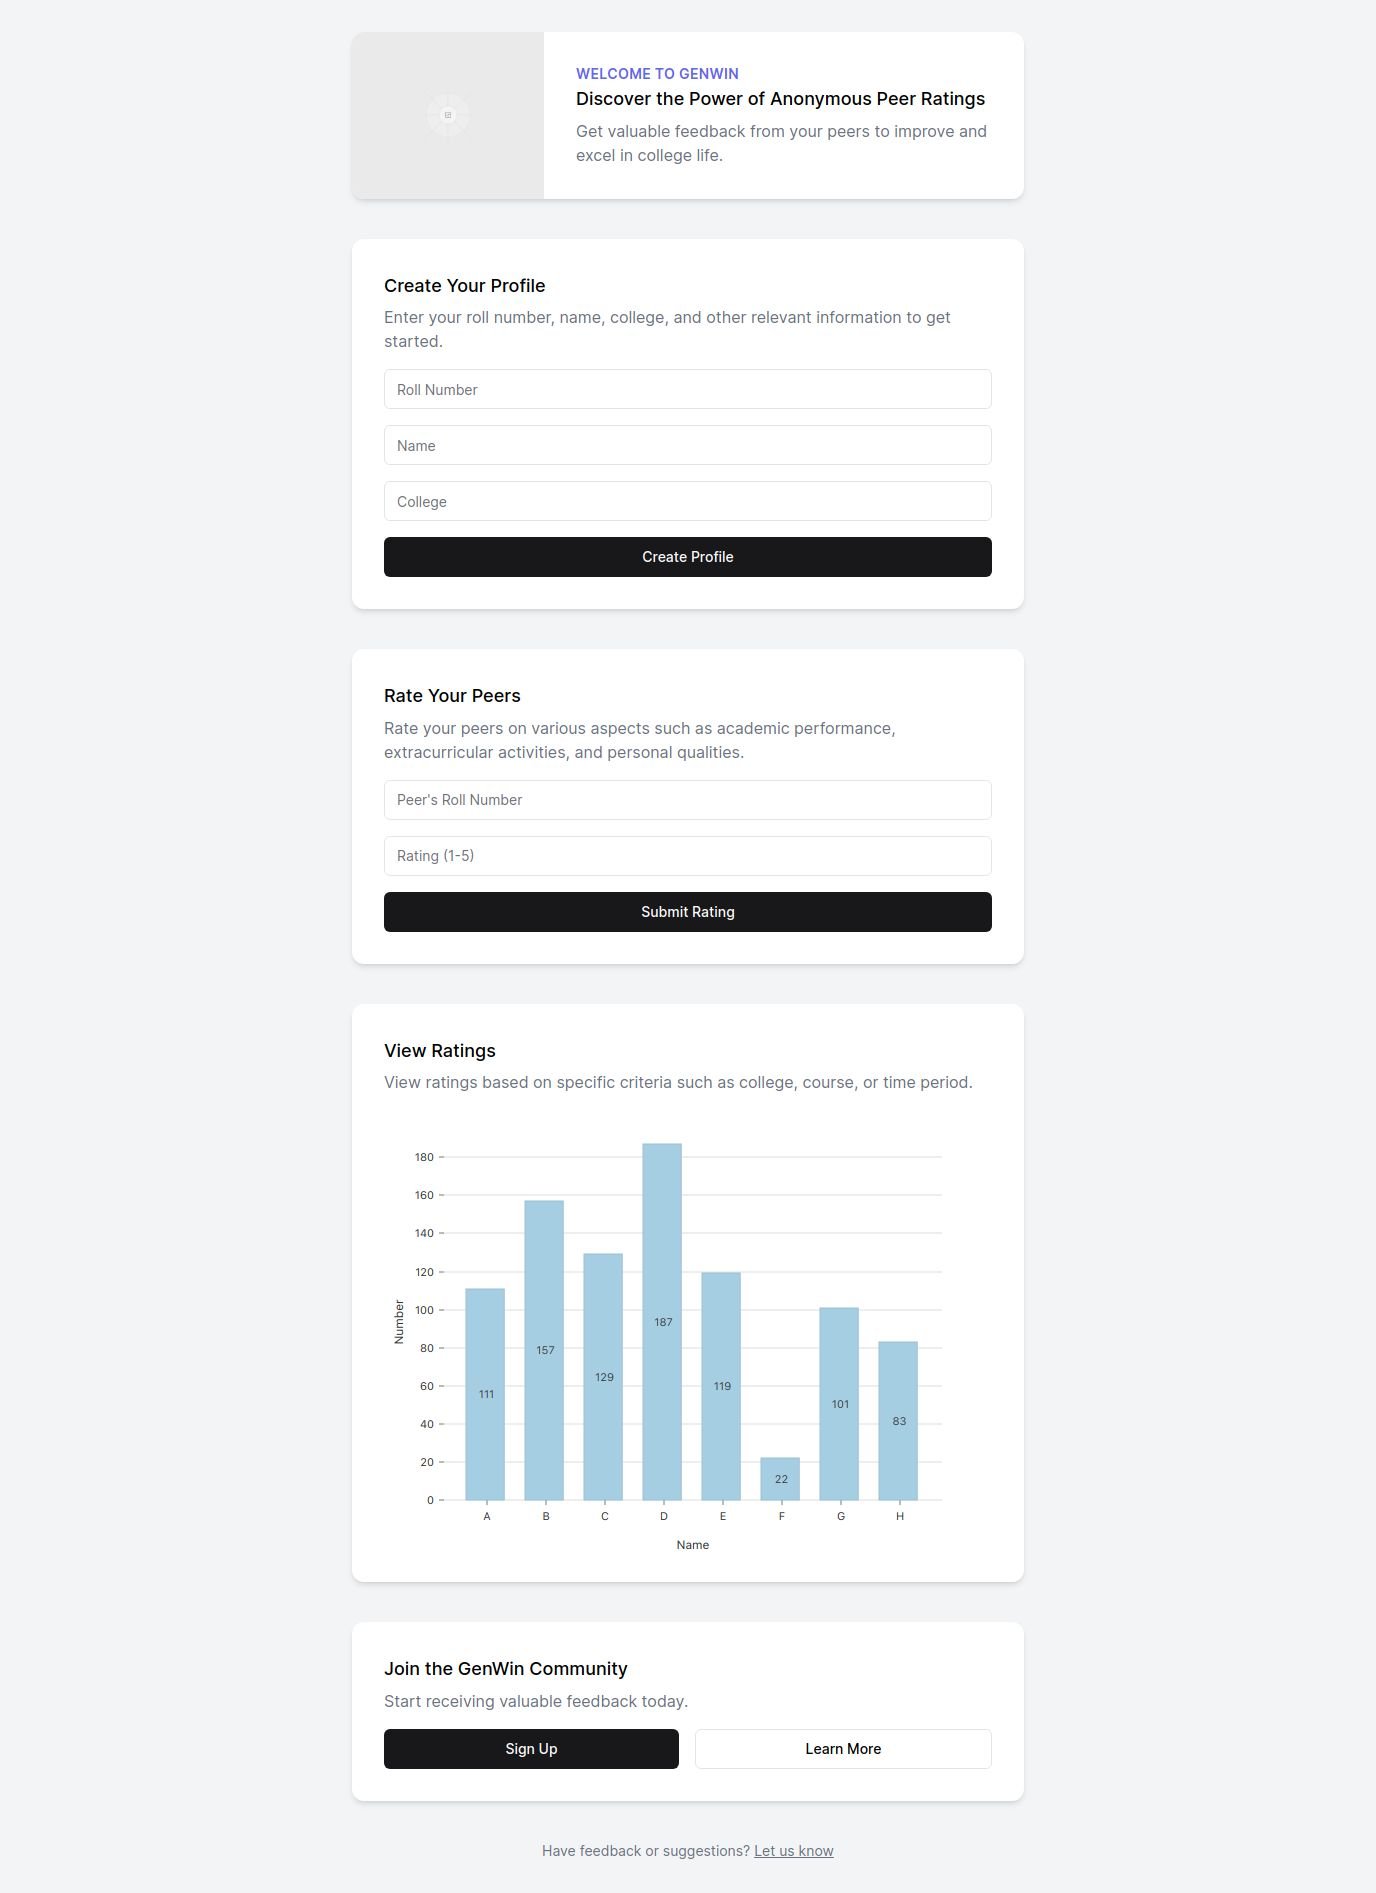 WELCOME TO GENWIN
Discover the Power of Anonymous Peer Ratings
Get valuable feedback from your peers to improve and
excel in college life.
Create Your Profile
Enter your roll number, name, college, and other relevant information to get
started.
Roll Number
Name
College
Create Profile
Rate Your Peers
Rate your peers on various aspects such as academic performance,
extracurricular activities, and personal qualities.
Peer's Roll Number
Rating (1-5)
Submit Rating
View Ratings
View ratings based on specific criteria such as college, course, or time period.
180
160
140
120
100
80
60
40
20
0
Number
111
157
129
187
119
22
101
83
A B C D E F G H
Name
Join the GenWin Community
Start receiving valuable feedback today.
Sign Up
Learn More
Have feedback or suggestions? Let us know